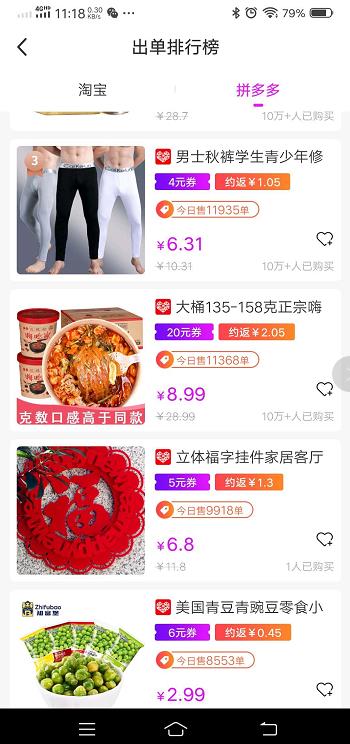 11:18
0.30
KB/s
79%
出单排行榜
淘宝
拼多多
¥28.7
10万+人已购买
3
男士秋裤学生青少年修
4元券
约返¥1.05
今日售11935单
¥6.31
¥10.31
10万+人已购买
大桶135-158克正宗嗨
20元券
约返¥2.05
今日售11368单
¥8.99
¥28.99
10万+人已购买
克数口感高于同款
立体福字挂件家居客厅
5元券
约返¥1.3
今日售9918单
¥6.8
¥11.8
1人已购买
福
Zhifubao
美国青豆青豌豆零食小
6元券
约返¥0.45
今日售8553单
¥2.99